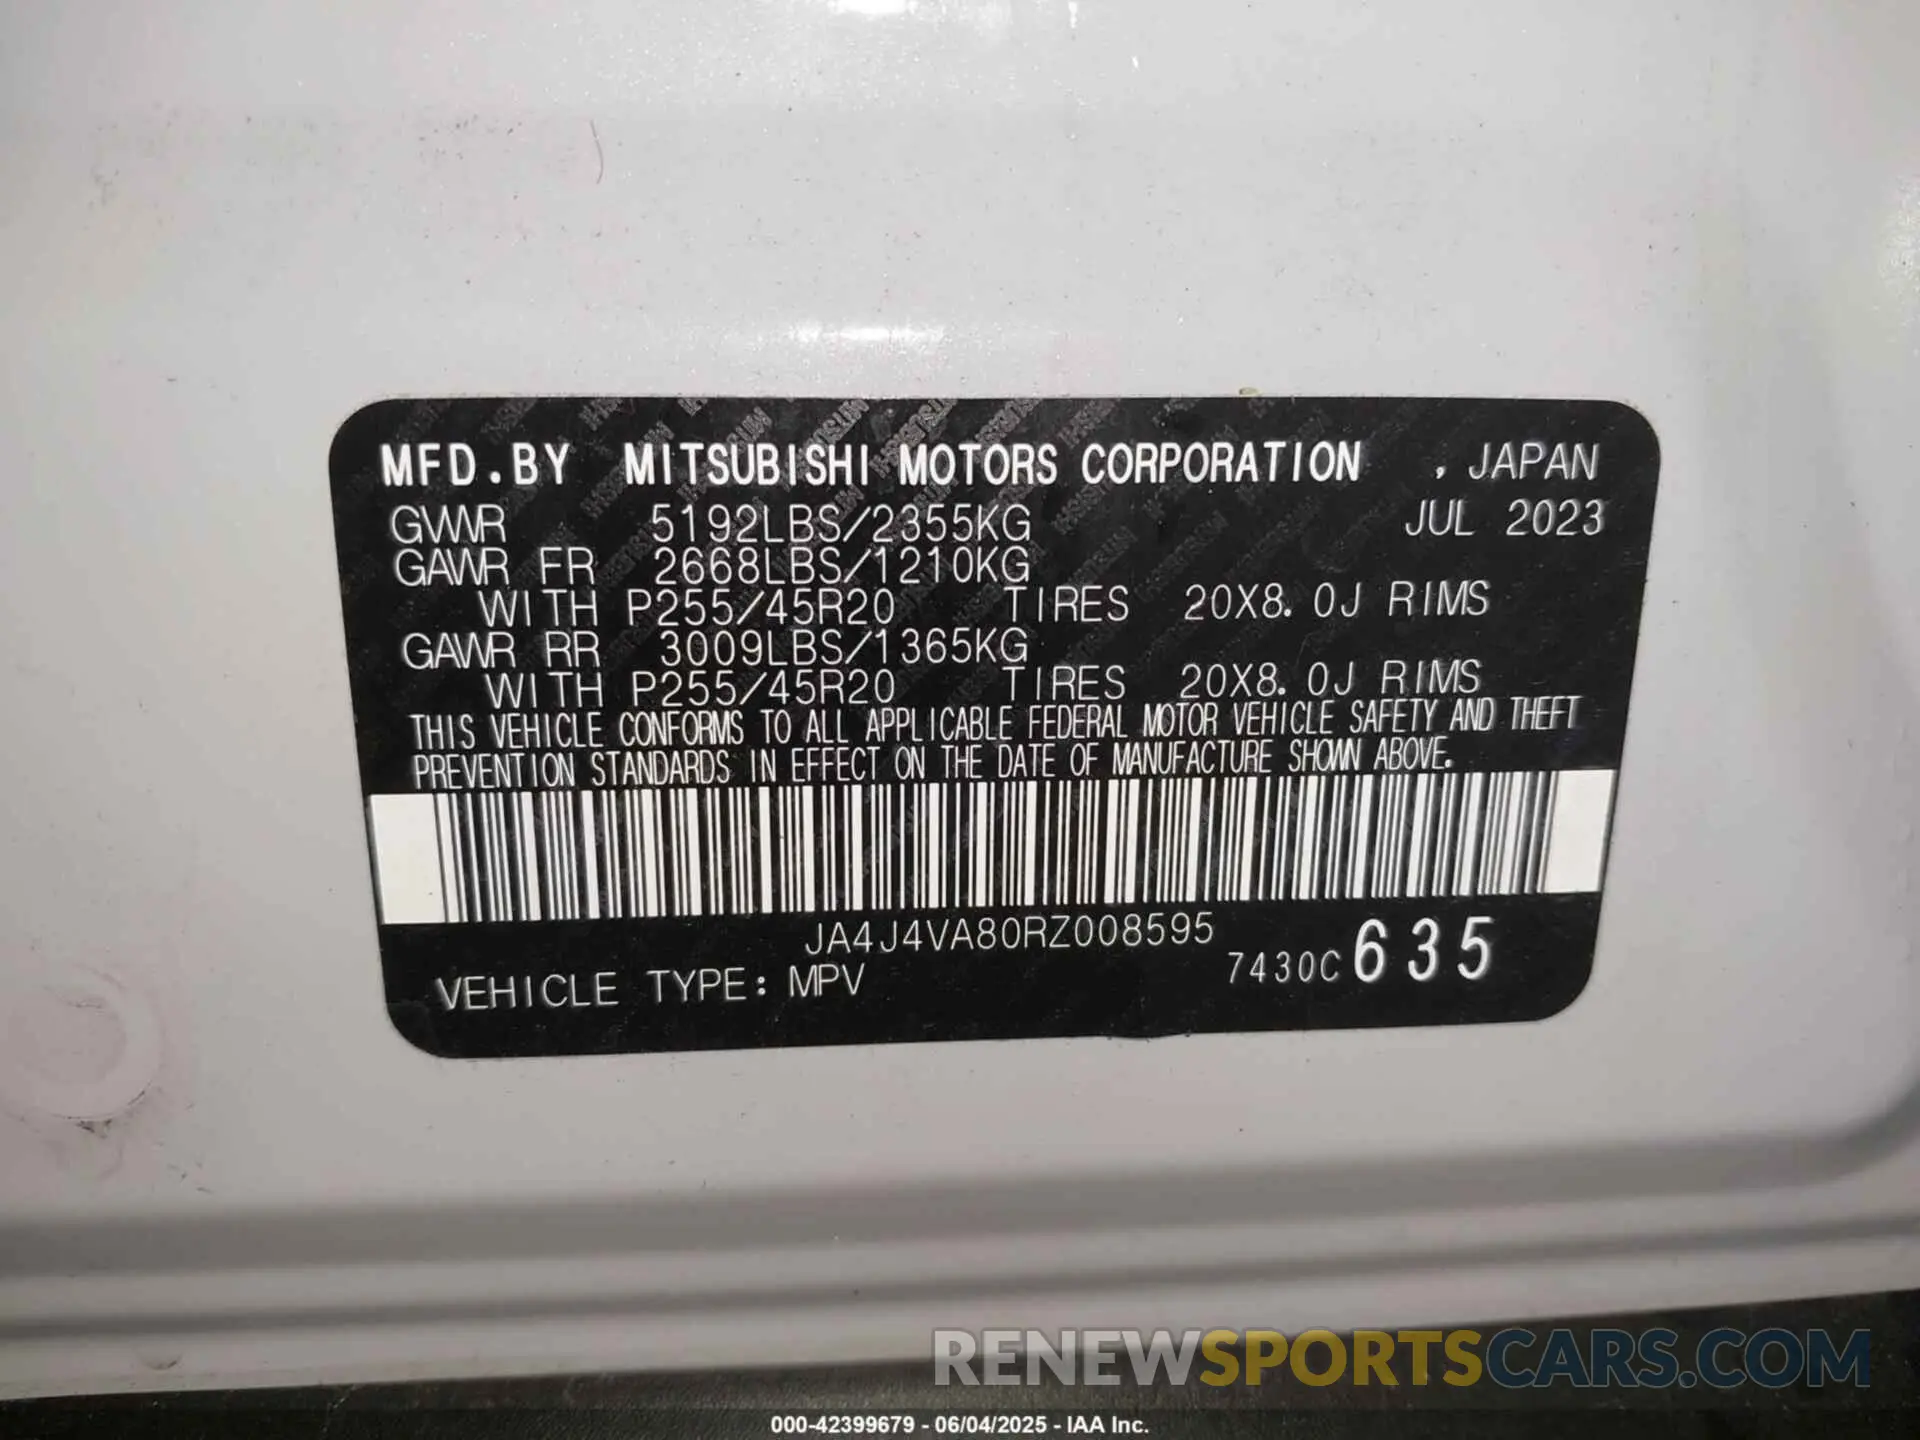 MFD.BY MITSUBISHI MOTORS CORPORATION , JAPAN
GVWR 5192LBS/2355KG JUL 2023
GAWR FR 2668LBS/1210KG
WITH P255/45R20 TIRES 20X8.0J RIMS
GAWR RR 3009LBS/1365KG
WITH P255/45R20 TIRES 20X8.0J RIMS
THIS VEHICLE CONFORMS TO ALL APPLICABLE FEDERAL MOTOR VEHICLE SAFETY AND THEFT
PREVENTION STANDARDS IN EFFECT ON THE DATE OF MANUFACTURE SHOWN ABOVE.
JA4J4VA80RZ008595
VEHICLE TYPE: MPV 7430C 635
RENEWSPORTSCARS.COM
000-42399679 - 06/04/2025 - IAA Inc.